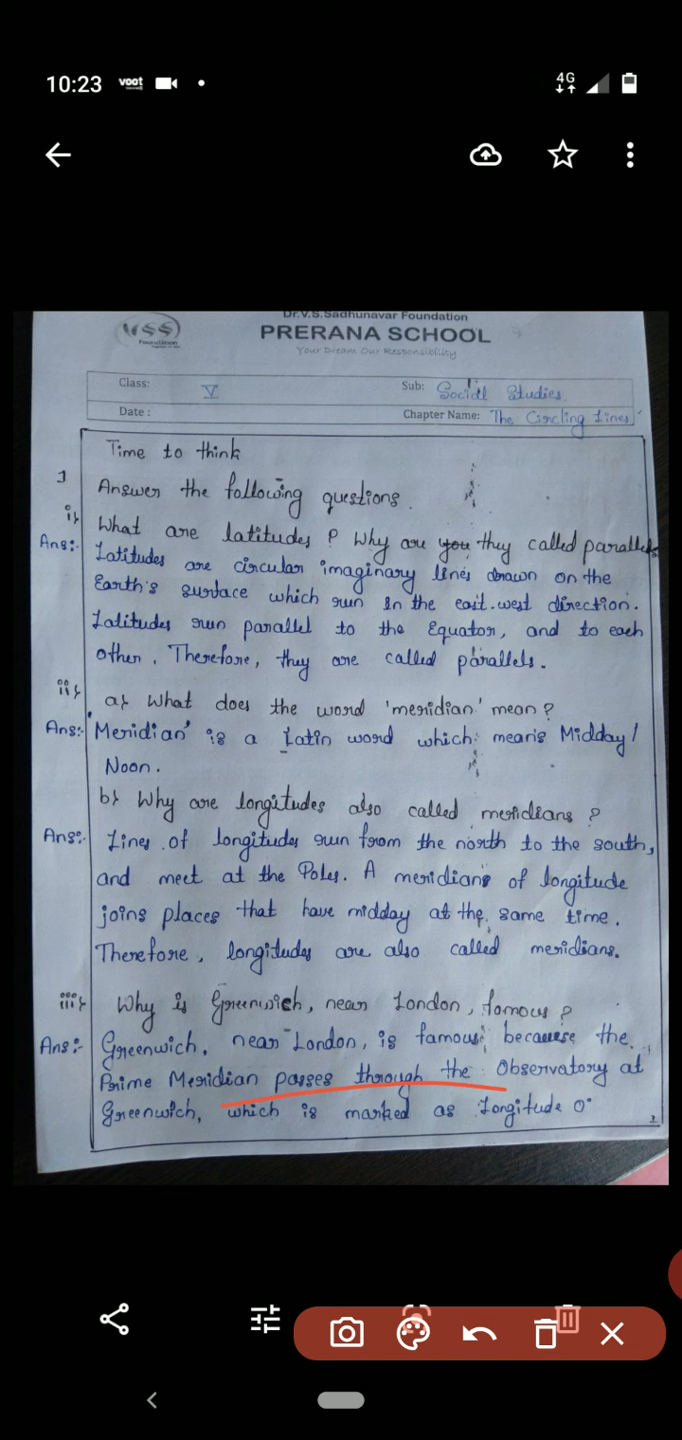 10:23 voot 4G
VSS
Foundation
Dr.V.S.Sadhunavar Foundation
PRERANA SCHOOL
Your Dream Our Responsibility
Class: V Sub: Social Studies.
Date : Chapter Name: 'The Circling Lines'
Time to think
1 Answer the following questions.
i} What are latitudes ? Why are you they called parallels
Ans:- Latitudes are circular imaginary lines drawn on the
Earth's surface which run in the east-west direction.
Latitudes run parallel to the Equator, and to each
other. Therefore, they are called parallels.
ii} a} What does the word 'meridian' mean ?
Ans:- 'Meridian' is a Latin word which means Midday/
Noon.
b} Why are longitudes also called meridians ?
Ans:- Lines of longitudes run from the north to the south,
and meet at the Poles. A meridians of longitude
joins places that have midday at the same time.
Therefore, longitudes are also called meridians.
iii} Why is Greenwich, near London, famous ?
Ans:- Greenwich, near London, is famous because the
Prime Meridian passes through the Observatory at
Greenwich, which is marked as Longitude 0°